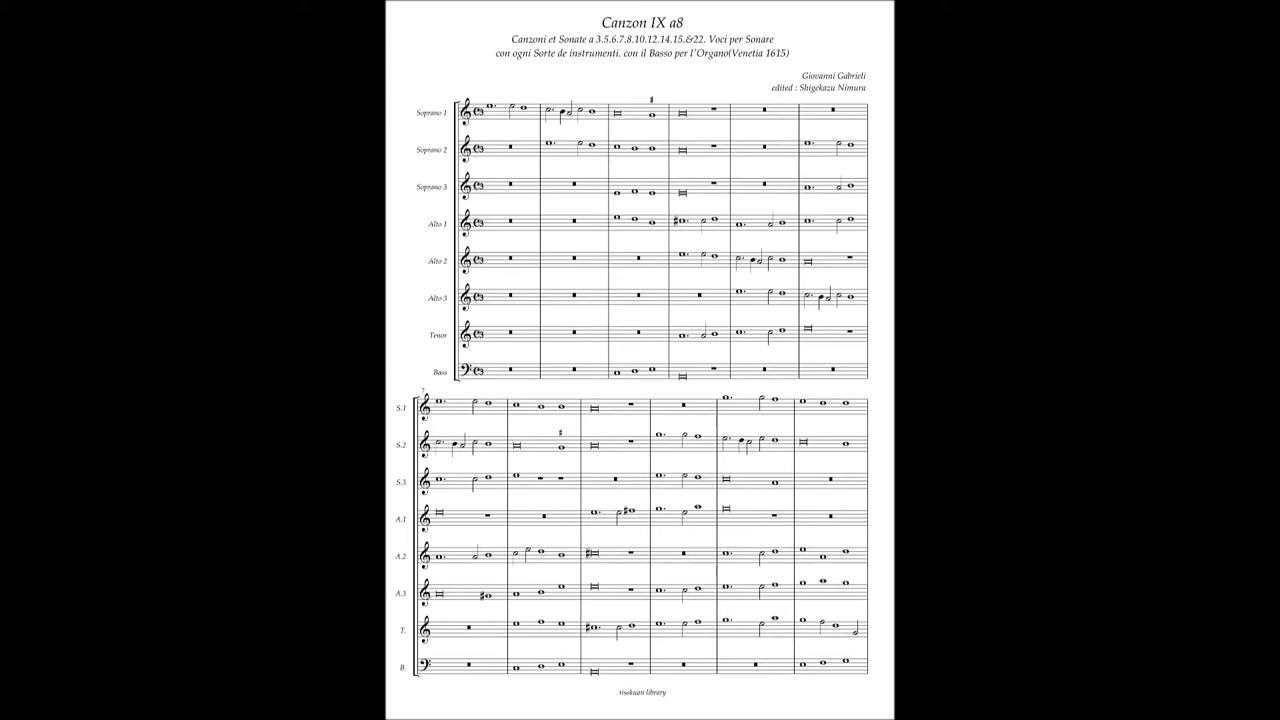 Canzon IX a8
Canzoni et Sonate a 3.5.6.7.8.10.12.14.15.&22. Voci per Sonare
con ogni Sorte de instrumenti. con il Basso per l'Organo(Venetia 1615)
Giovanni Gabrieli
edited : Shigekazu Nimura
Soprano 1
Soprano 2
Soprano 3
Alto 1
Alto 2
Alto 3
Tenor
Bass
7
S.1
S.2
S.3
A.1
A.2
A.3
T.
B.
tisokuan library